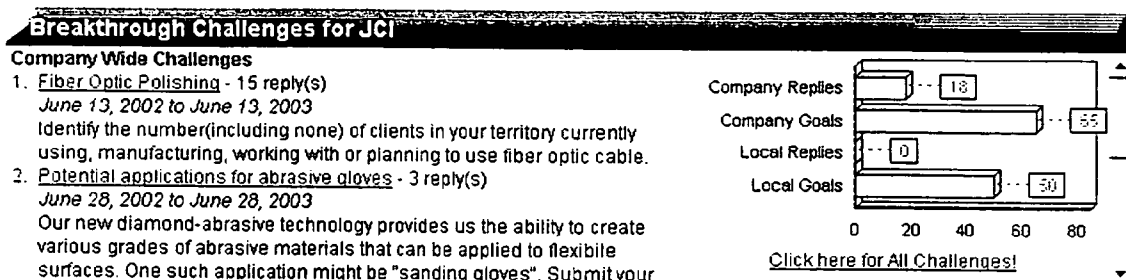 Breakthrough Challenges for JCI
Company Wide Challenges
1. Fiber Optic Polishing - 15 reply(s)
June 13, 2002 to June 13, 2003
Identify the number(including none) of clients in your territory currently
using, manufacturing, working with or planning to use fiber optic cable.
2. Potential applications for abrasive gloves - 3 reply(s)
June 28, 2002 to June 28, 2003
Our new diamond-abrasive technology provides us the ability to create
various grades of abrasive materials that can be applied to flexibile
surfaces. One such application might be "sanding gloves". Submit your
Company Replies 18
Company Goals 65
Local Replies 0
Local Goals 50
0 20 40 60 80
Click here for All Challenges!